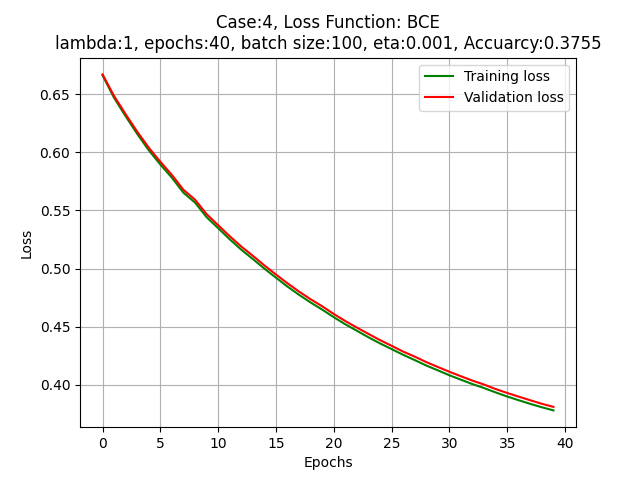 Case:4, Loss Function: BCE
lambda:1, epochs:40, batch size:100, eta:0.001, Accuarcy:0.3755
Training loss
Validation loss
0.65
0.60
0.55
0.50
0.45
0.40
Loss
0 5 10 15 20 25 30 35 40
Epochs